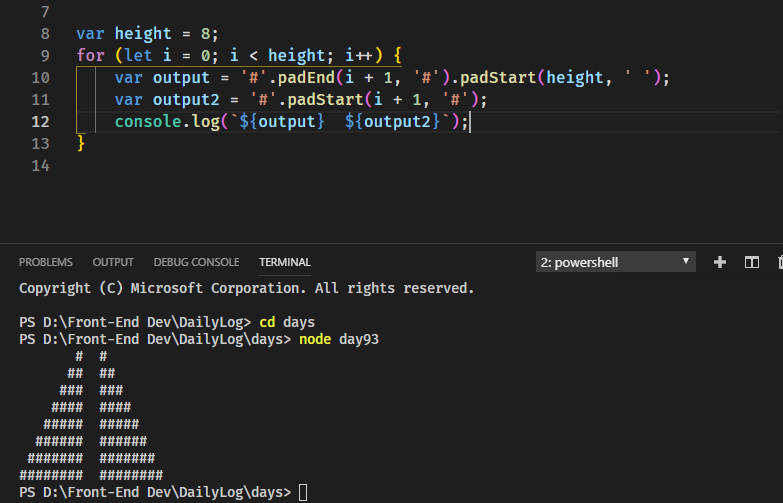 7
8 var height = 8;
9 for (let i = 0; i < height; i++) {
10     var output = '#'.padEnd(i + 1, '#').padStart(height, ' ');
11     var output2 = '#'.padStart(i + 1, '#');
12     console.log(`${output}  ${output2}`);
13 }
14
PROBLEMS OUTPUT DEBUG CONSOLE TERMINAL 2: powershell
Copyright (C) Microsoft Corporation. All rights reserved.
PS D:\Front-End Dev\DailyLog> cd days
PS D:\Front-End Dev\DailyLog\days> node day93
       #  #
      ##  ##
     ###  ###
    ####  ####
   #####  #####
  ######  ######
 #######  #######
########  ########
PS D:\Front-End Dev\DailyLog\days>